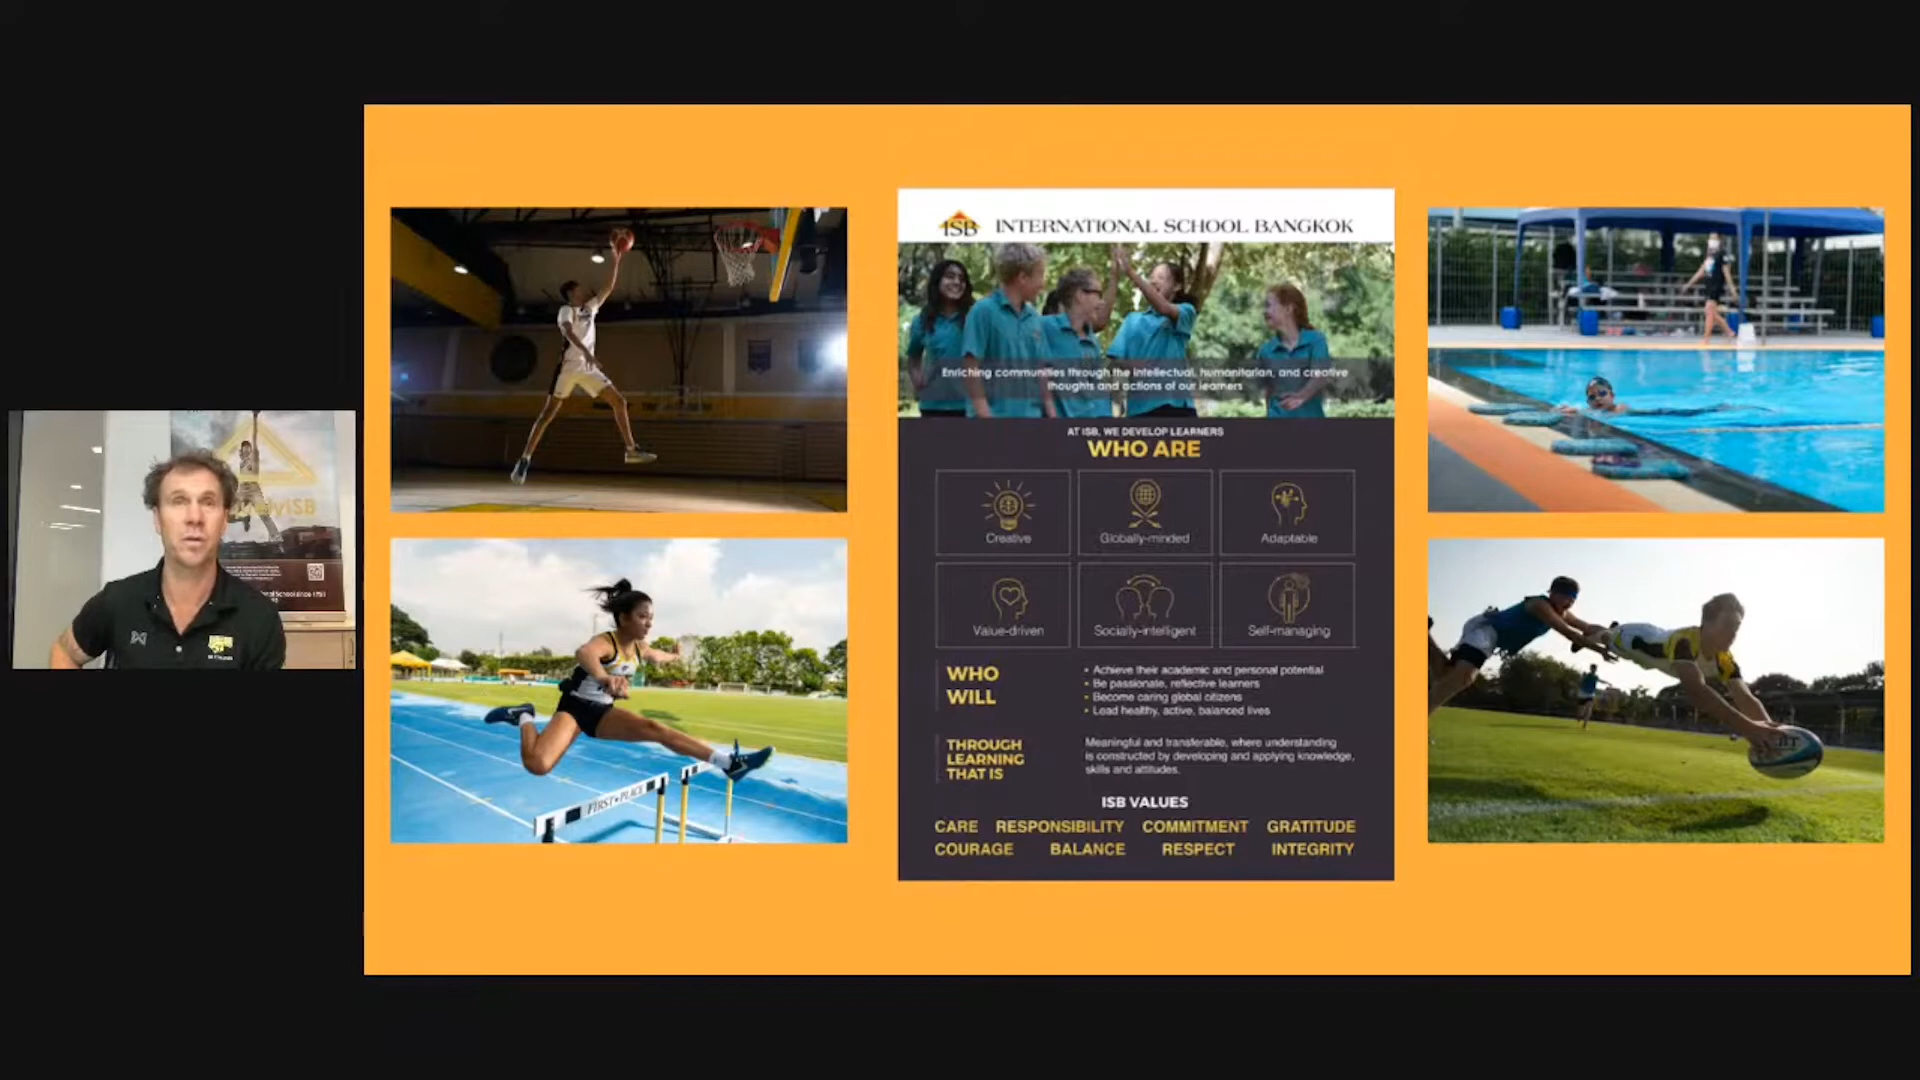 ISB INTERNATIONAL SCHOOL BANGKOK
Enriching communities through the intellectual, humanitarian, and creative
thoughts and actions of our learners
AT ISB, WE DEVELOP LEARNERS
WHO ARE
Creative
Globally-minded
Adaptable
Value-driven
Socially-intelligent
Self-managing
WHO
WILL
• Achieve their academic and personal potential
• Be passionate, reflective learners
• Become caring global citizens
• Lead healthy, active, balanced lives
THROUGH
LEARNING
THAT IS
Meaningful and transferable, where understanding
is constructed by developing and applying knowledge,
skills and attitudes.
ISB VALUES
CARE RESPONSIBILITY COMMITMENT GRATITUDE
COURAGE BALANCE RESPECT INTEGRITY
FIRST PLACE